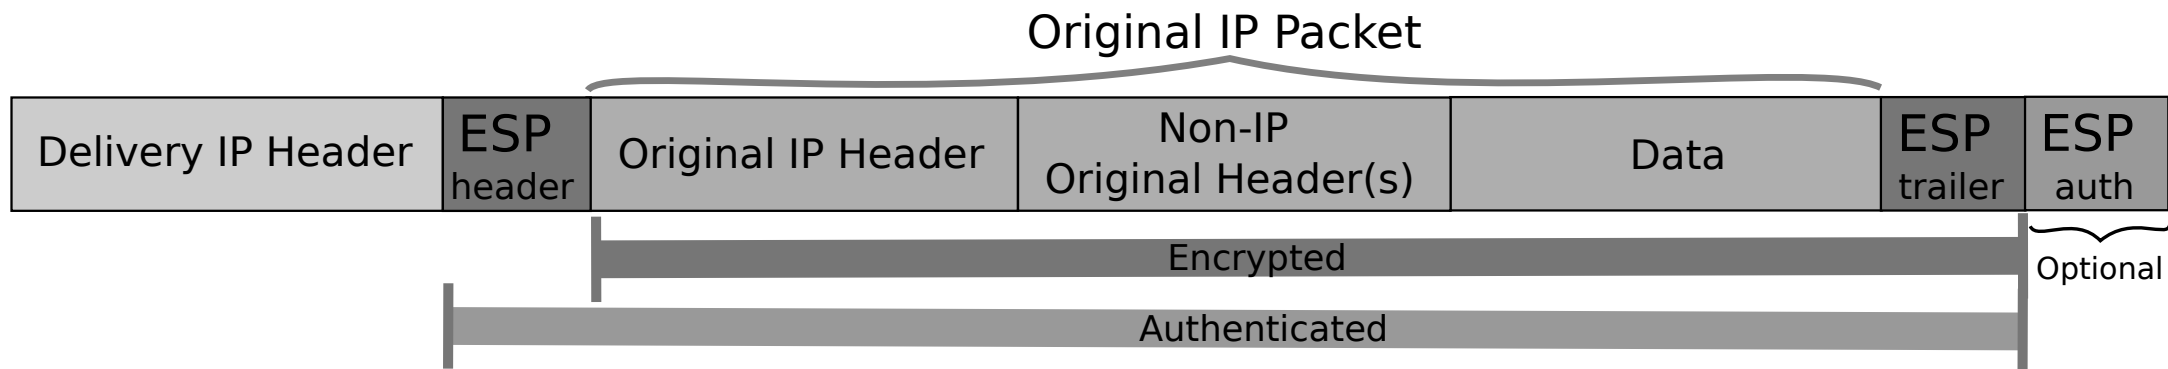 Original IP Packet
Delivery IP Header
ESP
header
Original IP Header
Non-IP
Original Header(s)
Data
ESP
trailer
ESP
auth
Encrypted
Optional
Authenticated